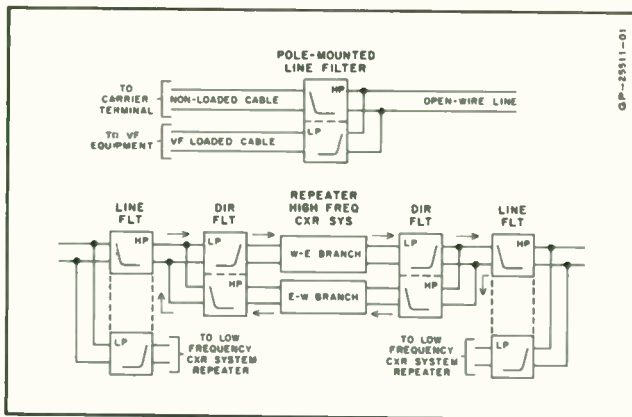 POLE-MOUNTED
LINE FILTER
GP-25511-01
TO
CARRIER
TERMINAL
NON-LOADED CABLE
HP
OPEN-WIRE LINE
TO VF
EQUIPMENT
VF LOADED CABLE
LP
LINE
FLT
DIR
FLT
REPEATER
HIGH FREQ
CXR SYS
DIR
FLT
LINE
FLT
HP
LP
W-E BRANCH
LP
HP
HP
E-W BRANCH
HP
LP
TO LOW
FREQUENCY
CXR SYSTEM
REPEATER
TO LOW
FREQUENCY
CXR SYSTEM
REPEATER
LP